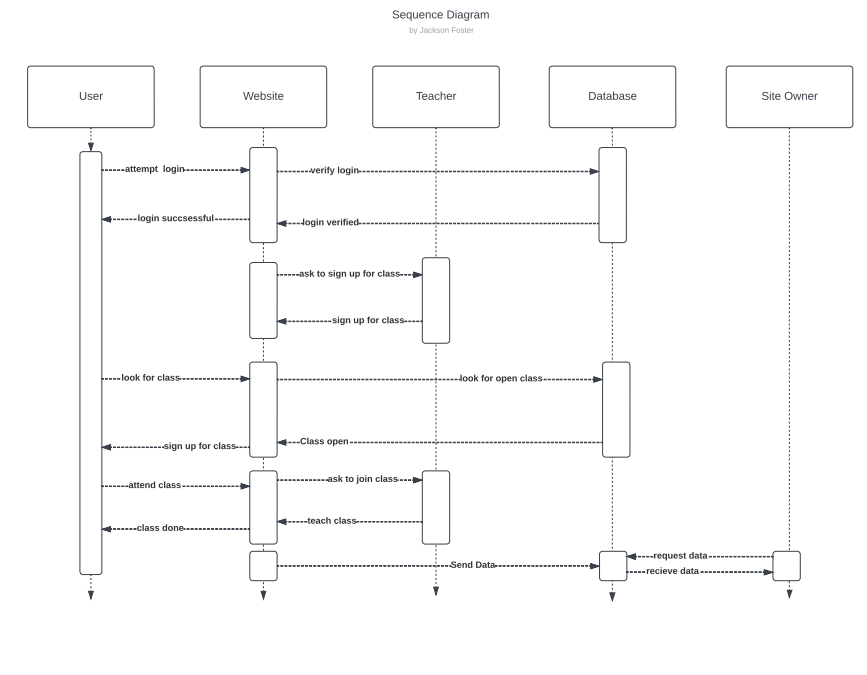 Sequence Diagram
by Jackson Foster
User
Website
Teacher
Database
Site Owner
attempt login
verify login
login succsessful
login verified
ask to sign up for class
sign up for class
look for class
look for open class
Class open
sign up for class
ask to join class
attend class
teach class
class done
request data
Send Data
recieve data